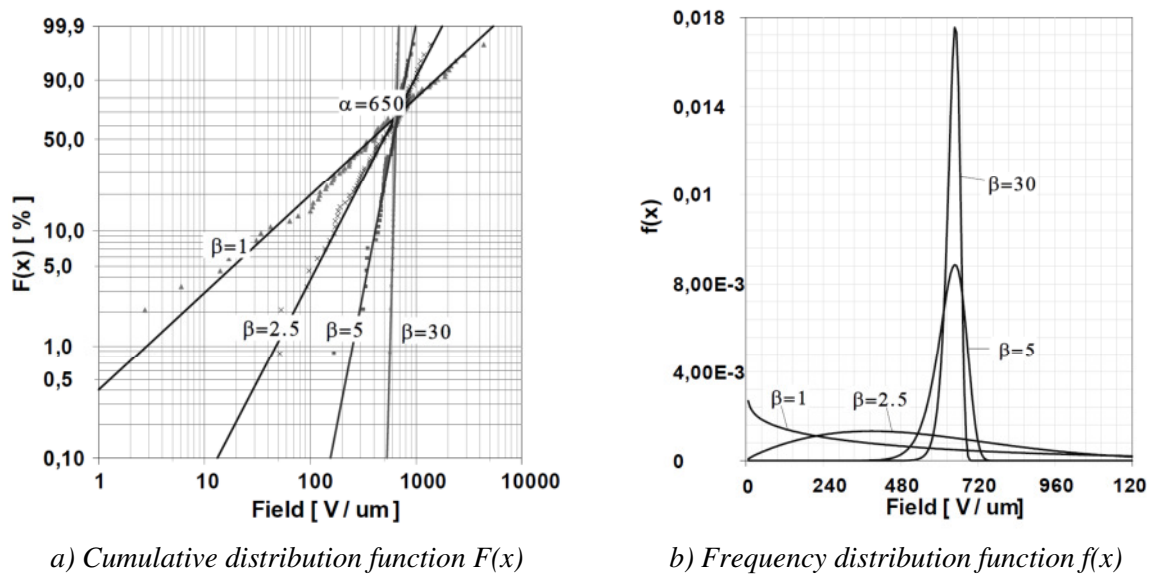 99,9
90,0
50,0
10,0
5,0
1,0
0,5
0,10
F(x) [ % ]
α=650
β=1
β=2.5
β=5
β=30
1
10
100
1000
10000
Field [ V / um ]
a) Cumulative distribution function F(x)
0,018
0,014
0,01
8,00E-3
4,00E-3
0
f(x)
β=30
β=5
β=1
β=2.5
0
240
480
720
960
120
Field [ V / um]
b) Frequency distribution function f(x)